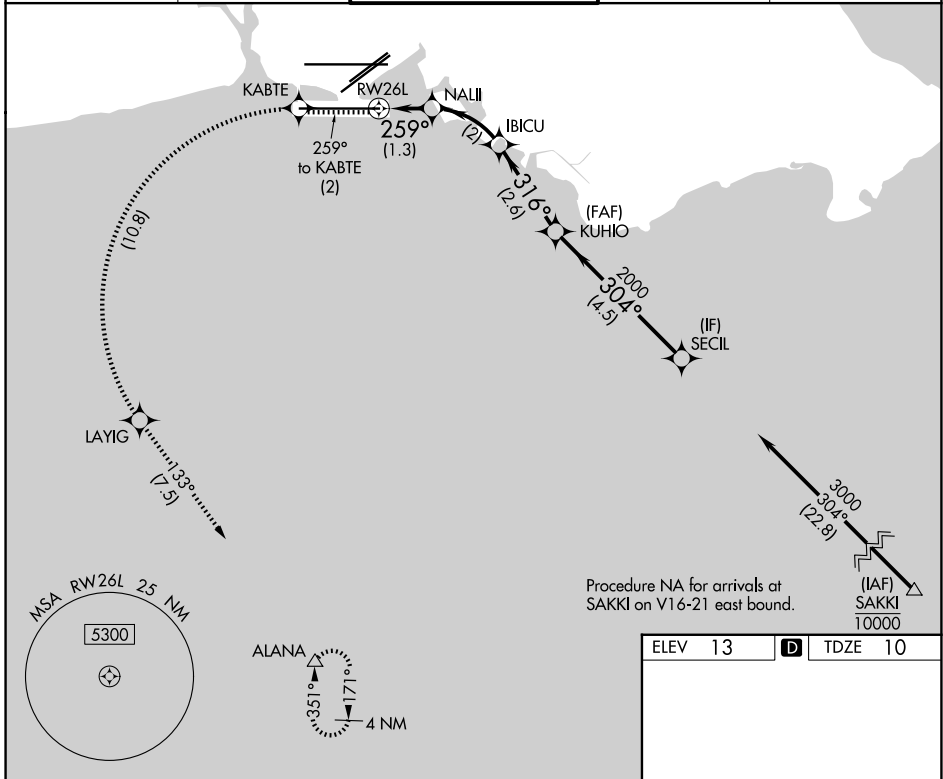 KABTE
RW26L
NALII
IBICU
259°
(1.3)
(2)
259°
to KABTE
(2)
316°
(2.6)
(FAF)
KUHIO
2000
304°
(4.5)
(IF)
SECIL
(10.8)
LAYIG
133°
(7.5)
3000
304°
(22.8)
(IAF)
SAKKI
10000
Procedure NA for arrivals at
SAKKI on V16-21 east bound.
MSA RW26L 25 NM
5300
ALANA
351°
171°
4 NM
ELEV 13 D TDZE 10